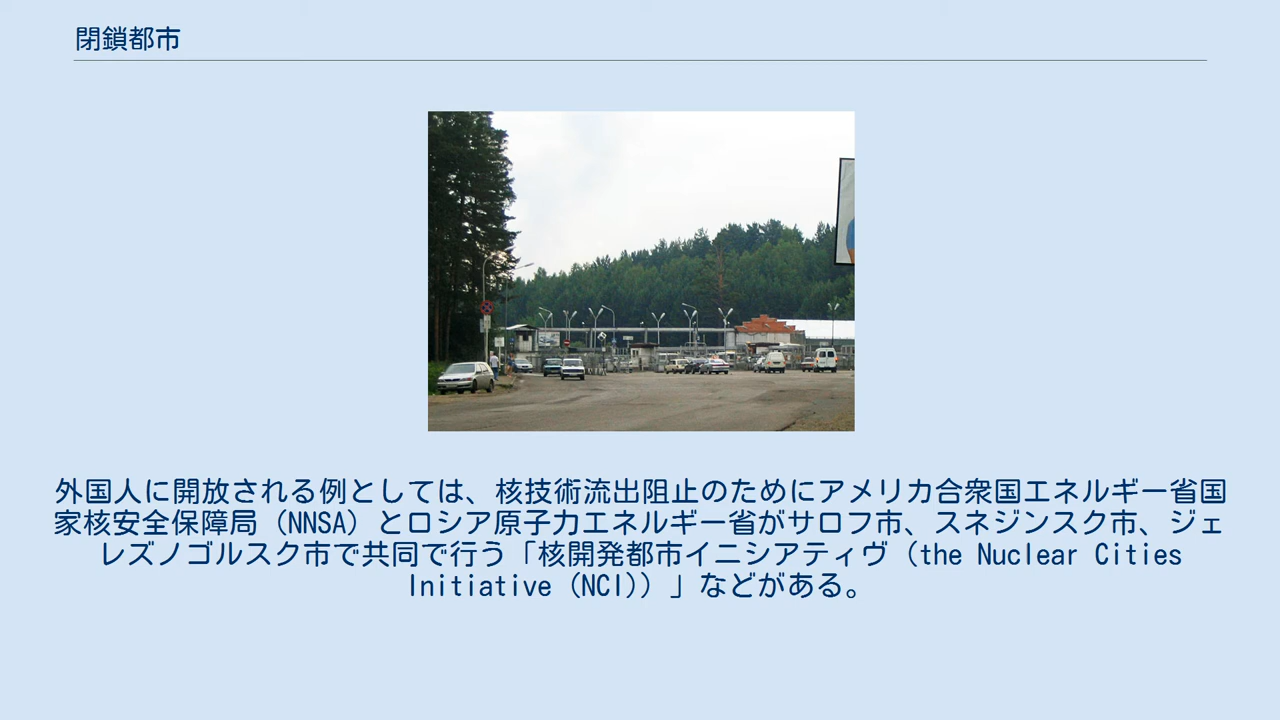 閉鎖都市
外国人に開放される例としては、核技術流出阻止のためにアメリカ合衆国エネルギー省国
家核安全保障局（NNSA）とロシア原子力エネルギー省がサロフ市、スネジンスク市、ジェ
レズノゴルスク市で共同で行う「核開発都市イニシアティヴ（the Nuclear Cities
Initiative（NCI)）」などがある。